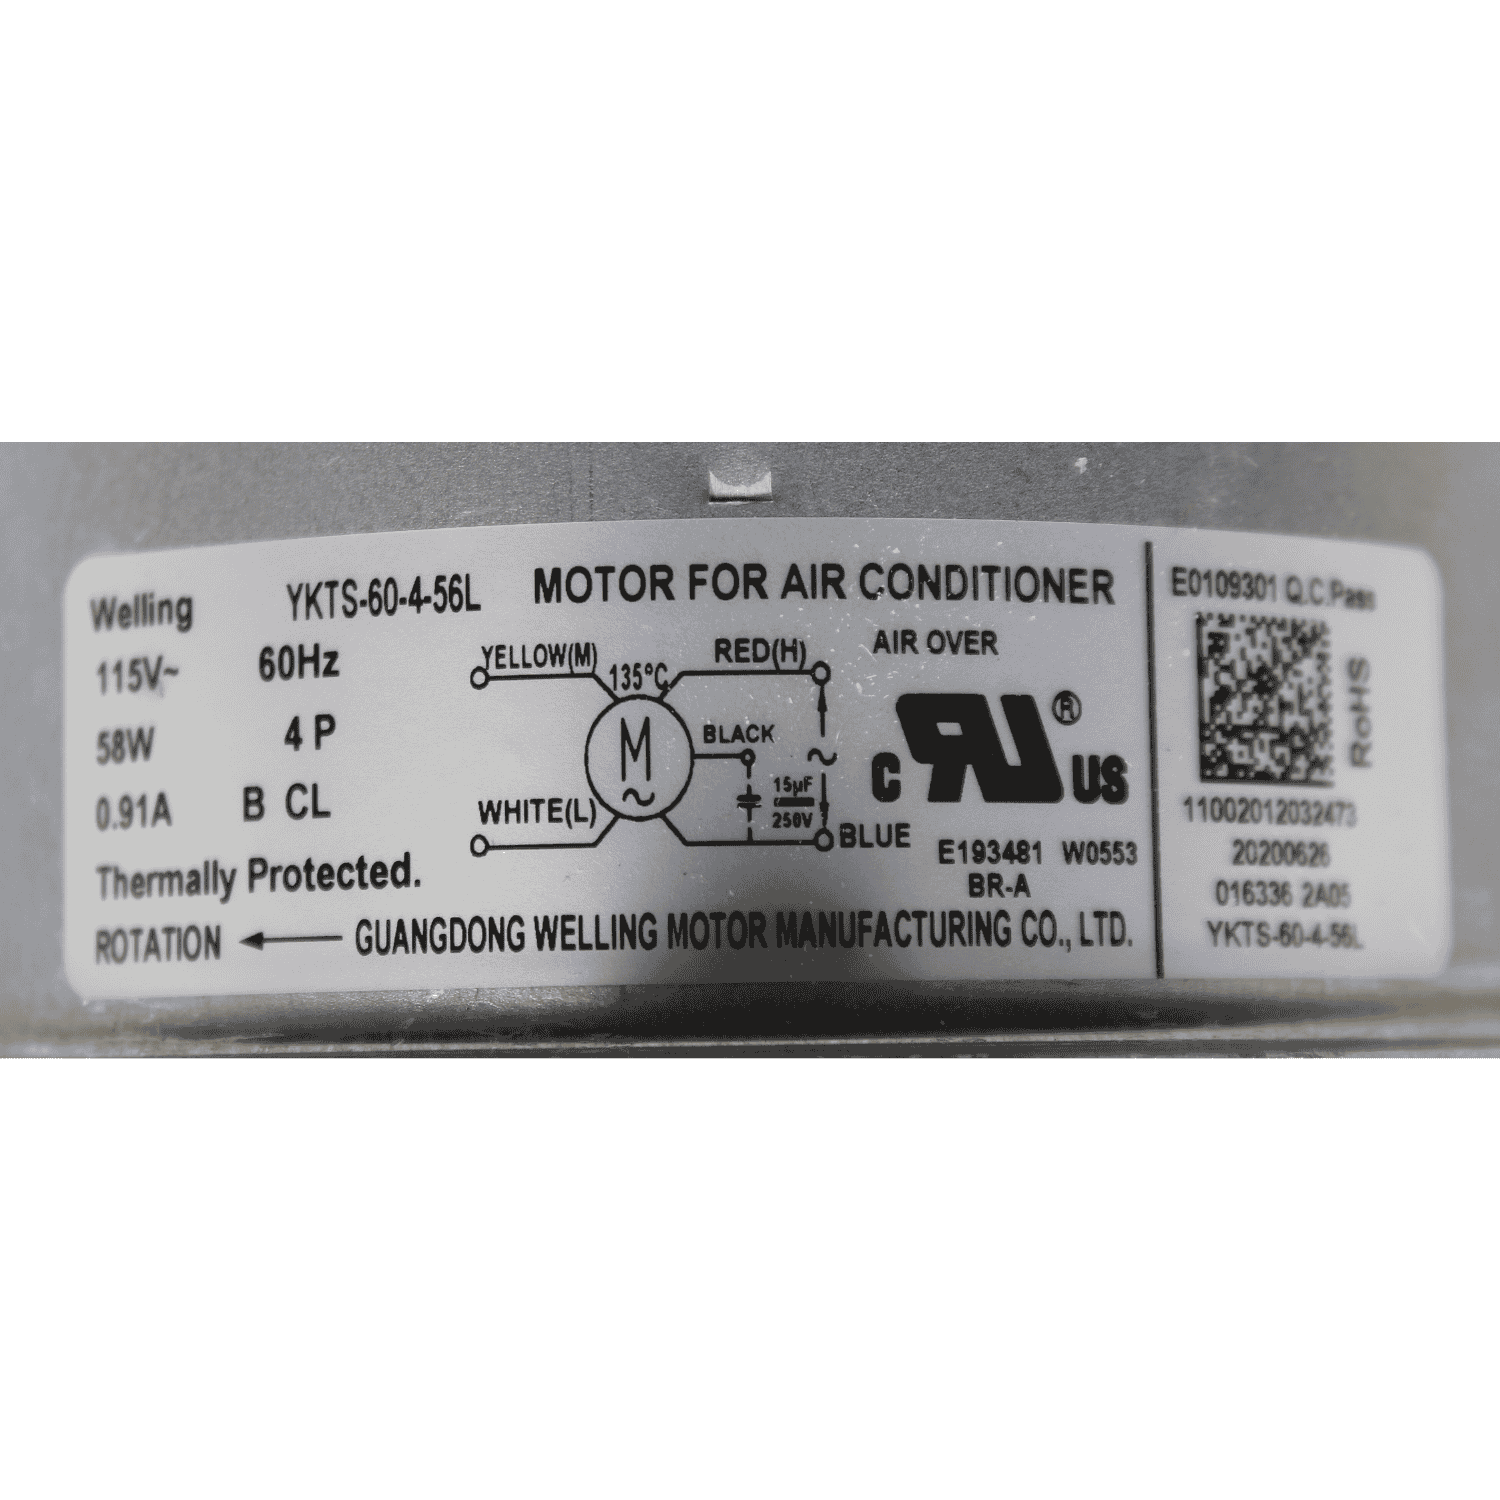 Welling YKTS-60-4-56L MOTOR FOR AIR CONDITIONER
115V~ 60Hz
58W 4 P
0.91A B CL
Thermally Protected.
ROTATION GUANGDONG WELLING MOTOR MANUFACTURING CO., LTD.
YELLOW(M)
135°C
RED(H)
M
~
BLACK
~
15µF
250V
WHITE(L)
BLUE
AIR OVER
c RU ® US
E193481 W0553
BR-A
E0109301 Q.C.Pass
RoHS
11002012032473
20200626
016336 2A05
YKTS-60-4-56L